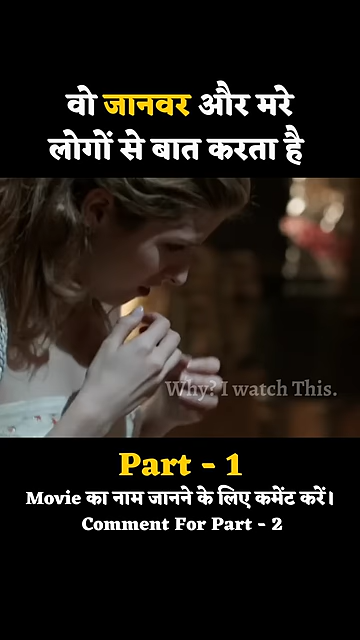 वो जानवर और मरे
लोगों से बात करता है
Why? I watch This.
Part - 1
Movie का नाम जानने के लिए कमेंट करें।
Comment For Part - 2